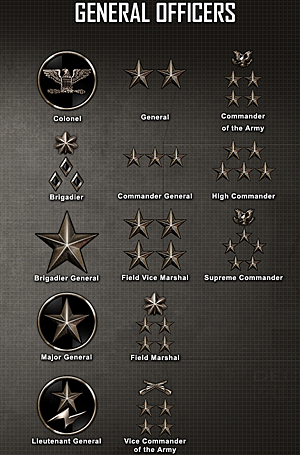 GENERAL OFFICERS
Colonel
General
Commander
of the Army
Brigadier
Commander General
High Commander
Brigadier General
Field Vice Marshal
Supreme Commander
Major General
Field Marshal
Lieutenant General
Vice Commander
of the Army